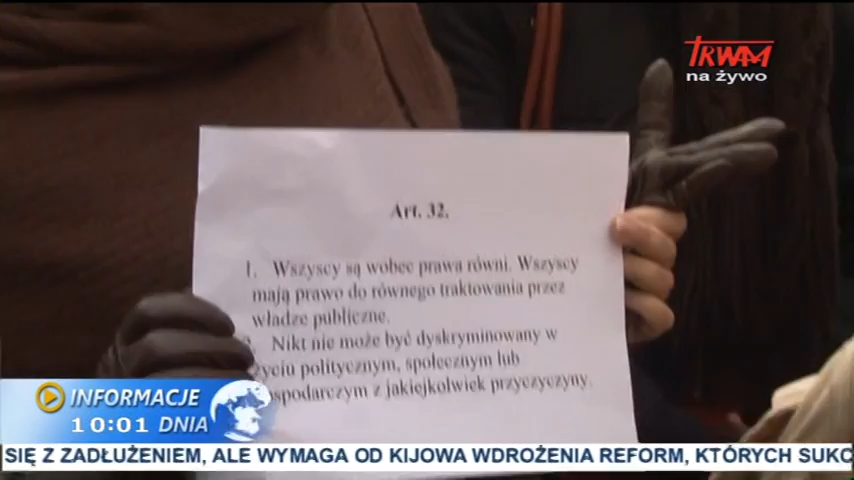 TRWAM
na żywo
Art. 32.
1. Wszyscy są wobec prawa równi. Wszyscy
mają prawo do równego traktowania przez
władze publiczne.
Nikt nie może być dyskryminowany w
życiu politycznym, społecznym lub
spodarczym z jakiejkolwiek przyczyczyny.
INFORMACJE
10:01 DNIA
SIĘ Z ZADŁUŻENIEM, ALE WYMAGA OD KIJOWA WDROŻENIA REFORM, KTÓRYCH SUKC